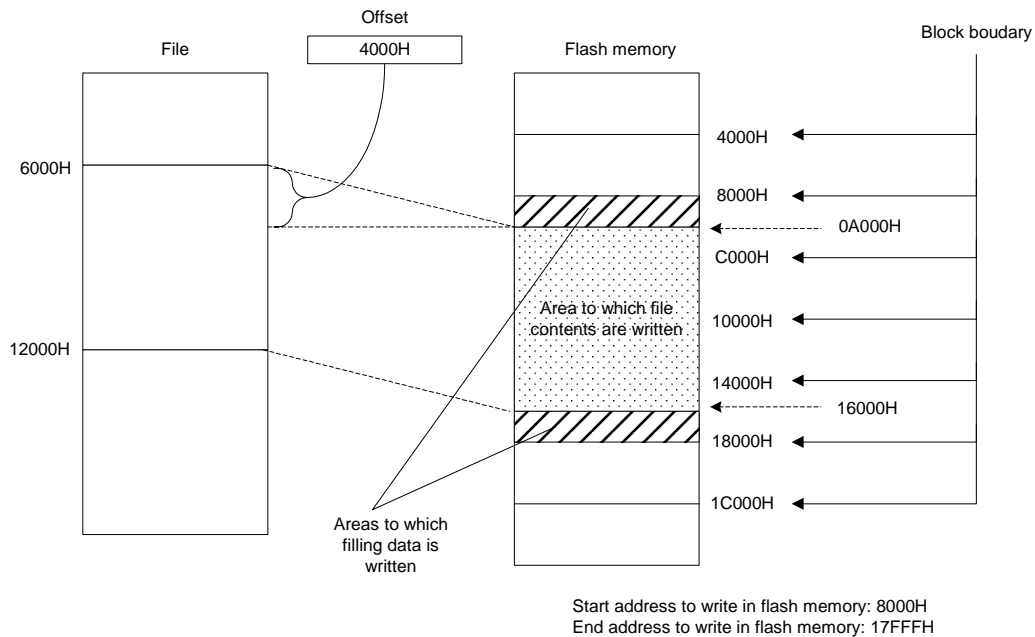 Offset
Block boudary
File
4000H
Flash memory
4000H
6000H
8000H
0A000H
C000H
Area to which file
contents are written
10000H
12000H
14000H
16000H
18000H
1C000H
Areas to which
filling data is
written
Start address to write in flash memory: 8000H
End address to write in flash memory: 17FFFH